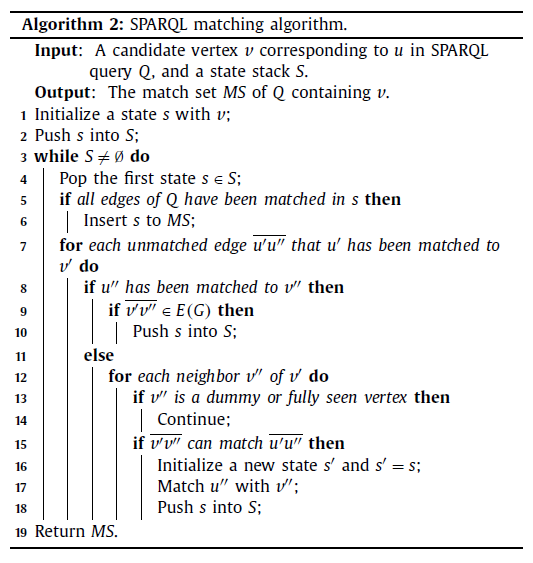 Algorithm 2: SPARQL matching algorithm.
Input: A candidate vertex v corresponding to u in SPARQL
query Q, and a state stack S.
Output: The match set MS of Q containing v.
1 Initialize a state s with v;
2 Push s into S;
3 while S ≠ ∅ do
4 Pop the first state s ∈ S;
5 if all edges of Q have been matched in s then
6 Insert s to MS;
7 for each unmatched edge \overline{u′u″} that u′ has been matched to
v′ do
8 if u″ has been matched to v″ then
9 if \overline{v′v″} ∈ E(G) then
10 Push s into S;
11 else
12 for each neighbor v″ of v′ do
13 if v″ is a dummy or fully seen vertex then
14 Continue;
15 if \overline{v′v″} can match \overline{u′u″} then
16 Initialize a new state s′ and s′ = s;
17 Match u″ with v″;
18 Push s into S;
19 Return MS.